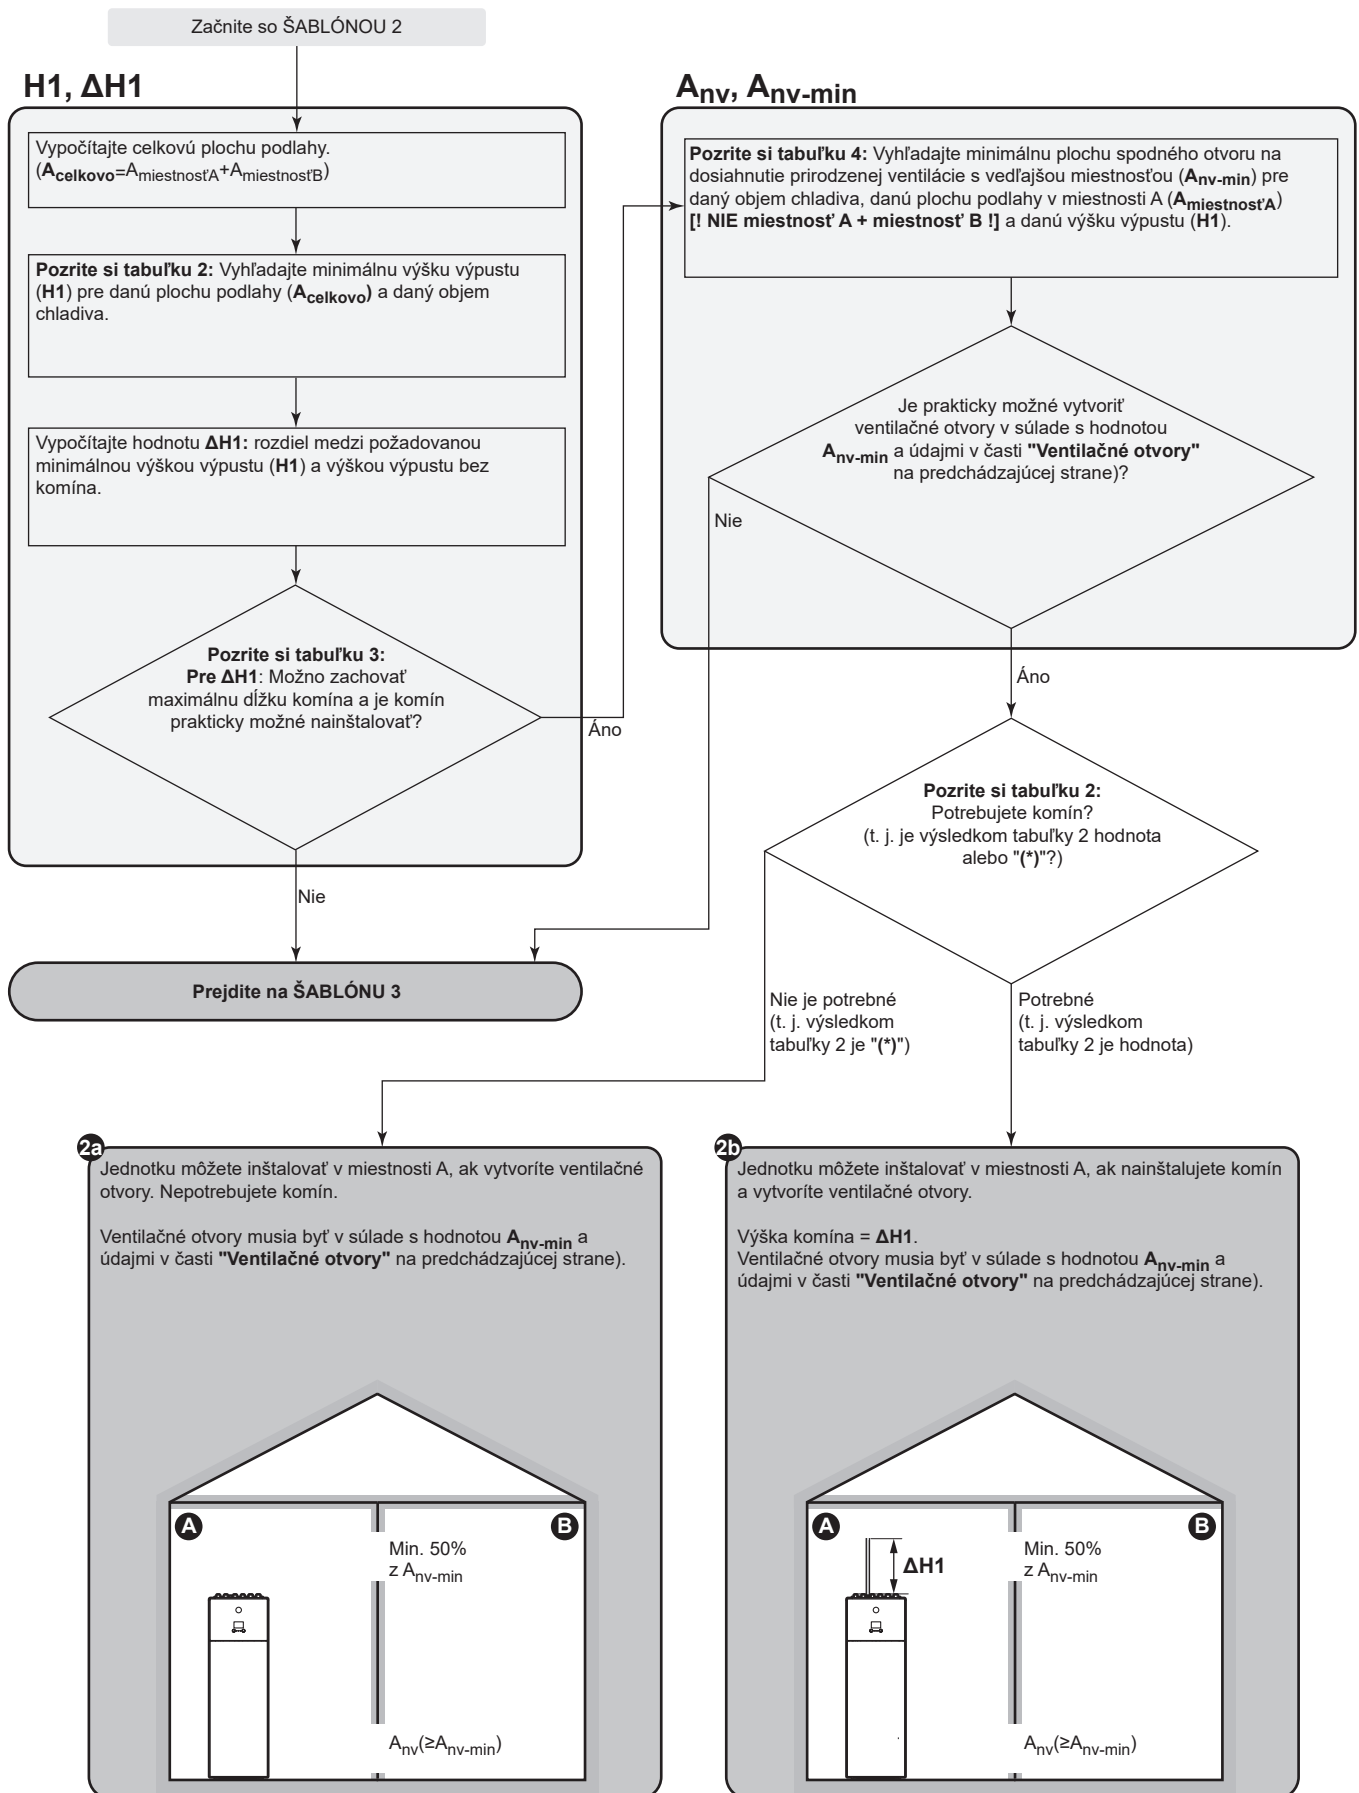 Začnite so ŠABLÓNOU 2
H1, ΔH1
Vypočítajte celkovú plochu podlahy.
(Acelkovo=AmiestnosťA+AmiestnosťB)
Pozrite si tabuľku 2: Vyhľadajte minimálnu výšku výpustu
(H1) pre danú plochu podlahy (Acelkovo) a daný objem
chladiva.
Vypočítajte hodnotu ΔH1: rozdiel medzi požadovanou
minimálnou výškou výpustu (H1) a výškou výpustu bez
komína.
Pozrite si tabuľku 3:
Pre ΔH1: Možno zachovať
maximálnu dĺžku komína a je komín
prakticky možné nainštalovať?
Áno
Nie
Prejdite na ŠABLÓNU 3
Anv, Anv-min
Pozrite si tabuľku 4: Vyhľadajte minimálnu plochu spodného otvoru na
dosiahnutie prirodzenej ventilácie s vedľajšou miestnosťou (Anv-min) pre
daný objem chladiva, danú plochu podlahy v miestnosti A (AmiestnosťA)
[! NIE miestnosť A + miestnosť B !] a danú výšku výpustu (H1).
Je prakticky možné vytvoriť
ventilačné otvory v súlade s hodnotou
Anv-min a údajmi v časti "Ventilačné otvory"
na predchádzajúcej strane)?
Nie
Áno
Pozrite si tabuľku 2:
Potrebujete komín?
(t. j. je výsledkom tabuľky 2 hodnota
alebo "(*)"?)
Nie je potrebné
(t. j. výsledkom
tabuľky 2 je "(*)")
Potrebné
(t. j. výsledkom
tabuľky 2 je hodnota)
2a
Jednotku môžete inštalovať v miestnosti A, ak vytvoríte ventilačné
otvory. Nepotrebujete komín.
Ventilačné otvory musia byť v súlade s hodnotou Anv-min a
údajmi v časti "Ventilačné otvory" na predchádzajúcej strane).
A
B
Min. 50%
z Anv-min
Anv(≥Anv-min)
2b
Jednotku môžete inštalovať v miestnosti A, ak nainštalujete komín
a vytvoríte ventilačné otvory.
Výška komína = ΔH1.
Ventilačné otvory musia byť v súlade s hodnotou Anv-min a
údajmi v časti "Ventilačné otvory" na predchádzajúcej strane).
A
B
ΔH1
Min. 50%
z Anv-min
Anv(≥Anv-min)